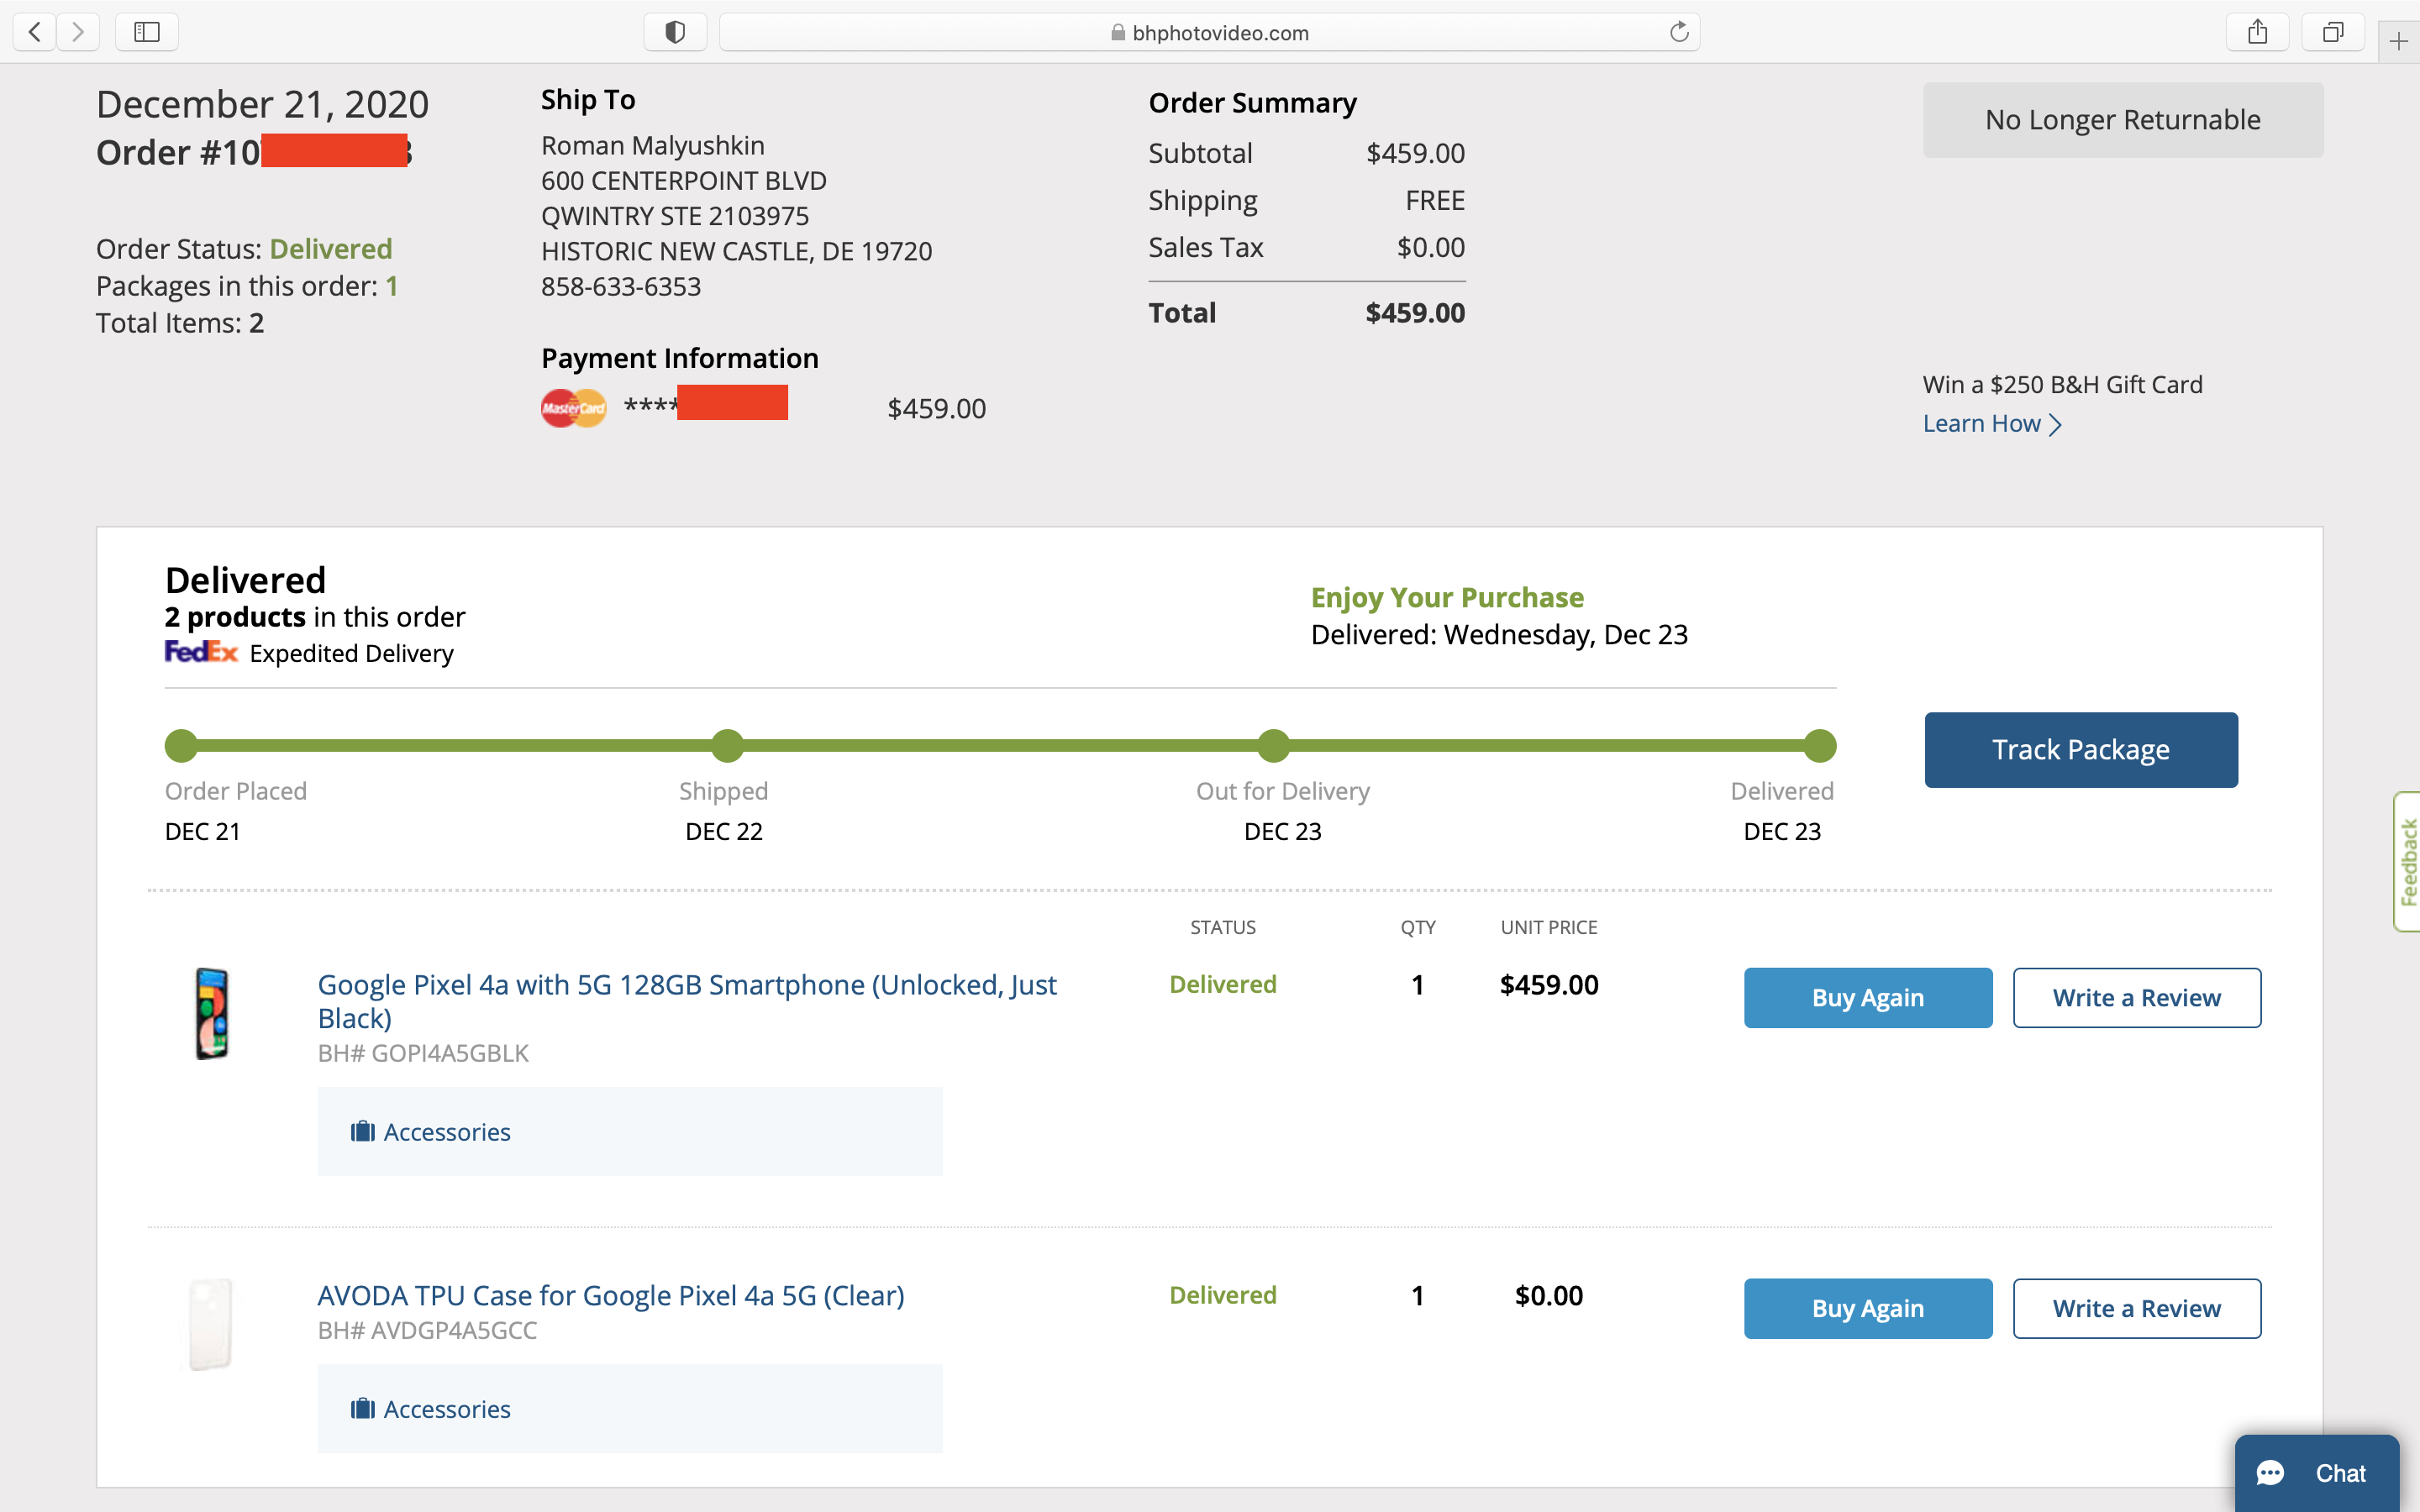 bhphotovideo.com
December 21, 2020
Order #10
Order Status: Delivered
Packages in this order: 1
Total Items: 2
Ship To
Roman Malyushkin
600 CENTERPOINT BLVD
QWINTRY STE 2103975
HISTORIC NEW CASTLE, DE 19720
858-633-6353
Payment Information
MasterCard **** $459.00
Order Summary
Subtotal $459.00
Shipping FREE
Sales Tax $0.00
Total $459.00
No Longer Returnable
Win a $250 B&H Gift Card
Learn How
Delivered
2 products in this order
FedEx Expedited Delivery
Enjoy Your Purchase
Delivered: Wednesday, Dec 23
Order Placed Shipped Out for Delivery Delivered
DEC 21 DEC 22 DEC 23 DEC 23
Track Package
Feedback
STATUS QTY UNIT PRICE
Google Pixel 4a with 5G 128GB Smartphone (Unlocked, Just
Black)
BH# GOPI4A5GBLK
Delivered 1 $459.00
Buy Again Write a Review
Accessories
AVODA TPU Case for Google Pixel 4a 5G (Clear)
BH# AVDGP4A5GCC
Delivered 1 $0.00
Buy Again Write a Review
Accessories
Chat